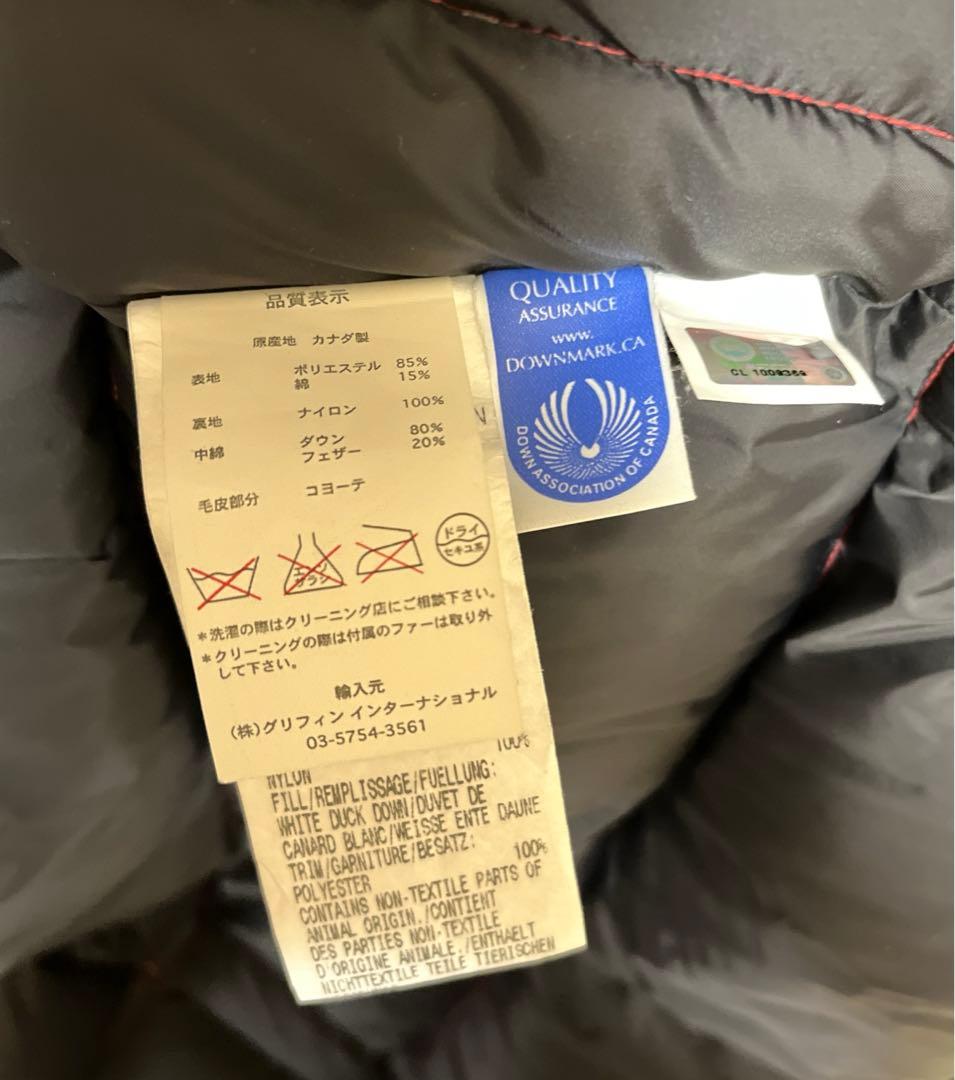 品質表示
原産地 カナダ製
表地 ポリエステル 85%
綿 15%
裏地 ナイロン 100%
中綿 ダウン 80%
フェザー 20%
毛皮部分 コヨーテ
エンソ
サラシ
ドライ
セキユ系
*洗濯の際はクリーニング店にご相談下さい。
*クリーニングの際は付属のファーは取り外
して下さい。
輸入元
(株)グリフィン インターナショナル
03-5754-3561
100%
NYLON
FILL/REMPLISSAGE/FUELLUNG:
WHITE DUCK DOWN/DUVET DE
CANARD BLANC/WEISSE ENTE DAUNE
TRIM/GARNITURE/BESATZ:
100%
POLYESTER
CONTAINS NON-TEXTILE PARTS OF
ANIMAL ORIGIN./CONTIENT
DES PARTIES NON-TEXTILE
D'ORIGINE ANIMALE./ENTHAELT
NICHTTEXTILE TEILE TIERISCHEN
QUALITY
ASSURANCE
www.
DOWNMARK.CA
DOWN ASSOCIATION OF CANADA
CL 1009369